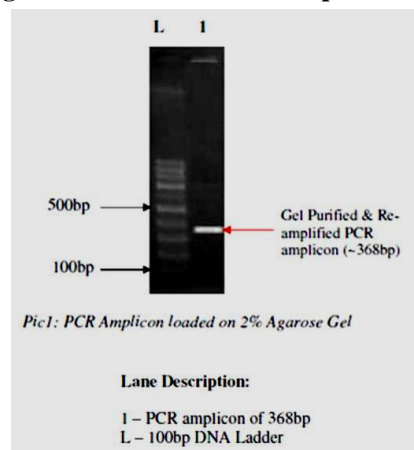 L 1
500bp
Gel Purified & Re-
amplified PCR
amplicon (~368bp)
100bp
Pic1: PCR Amplicon loaded on 2% Agarose Gel
Lane Description:
1 – PCR amplicon of 368bp
L – 100bp DNA Ladder